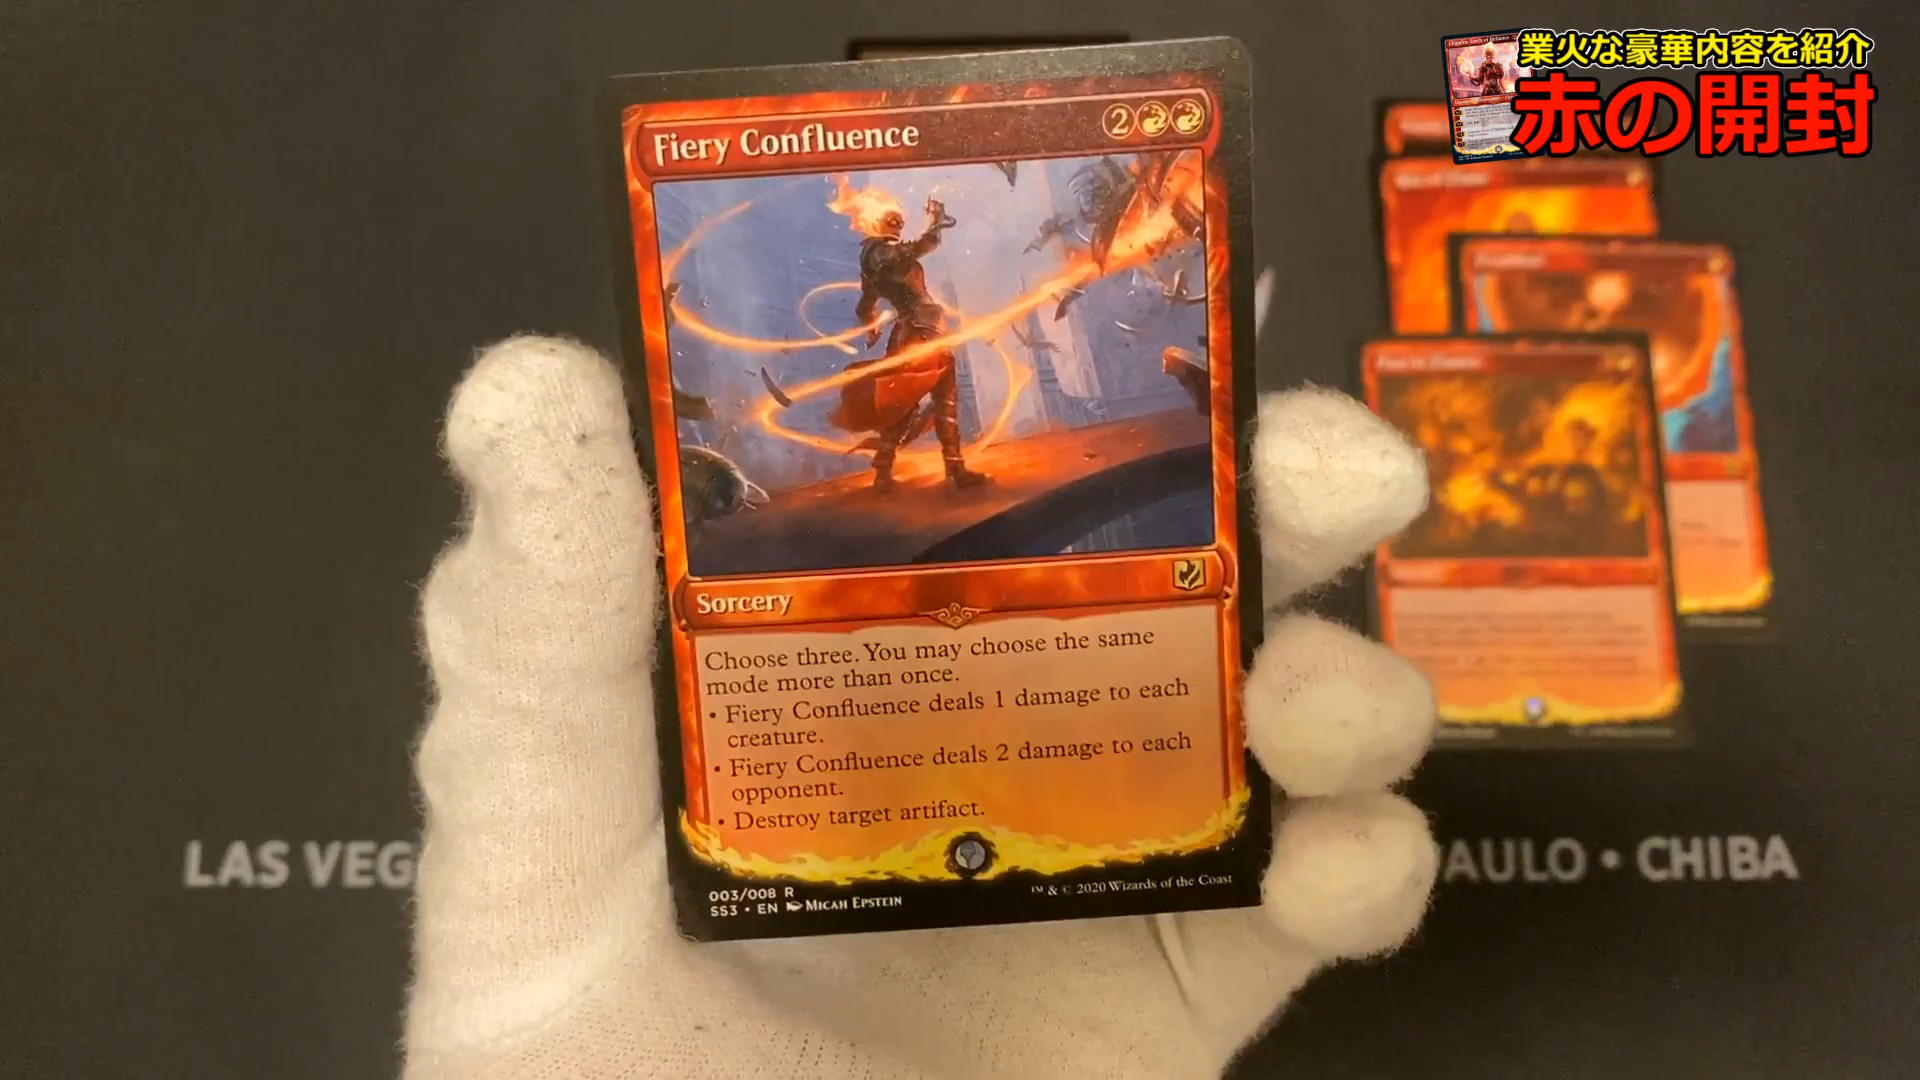 業火な豪華内容を紹介
赤の開封
Fiery Confluence
2
Sorcery
Choose three. You may choose the same
mode more than once.
• Fiery Confluence deals 1 damage to each
creature.
• Fiery Confluence deals 2 damage to each
opponent.
• Destroy target artifact.
003/008 R
SS3 • EN Micah Epstein
™ & © 2020 Wizards of the Coast
LAS VEG
AULO • CHIBA